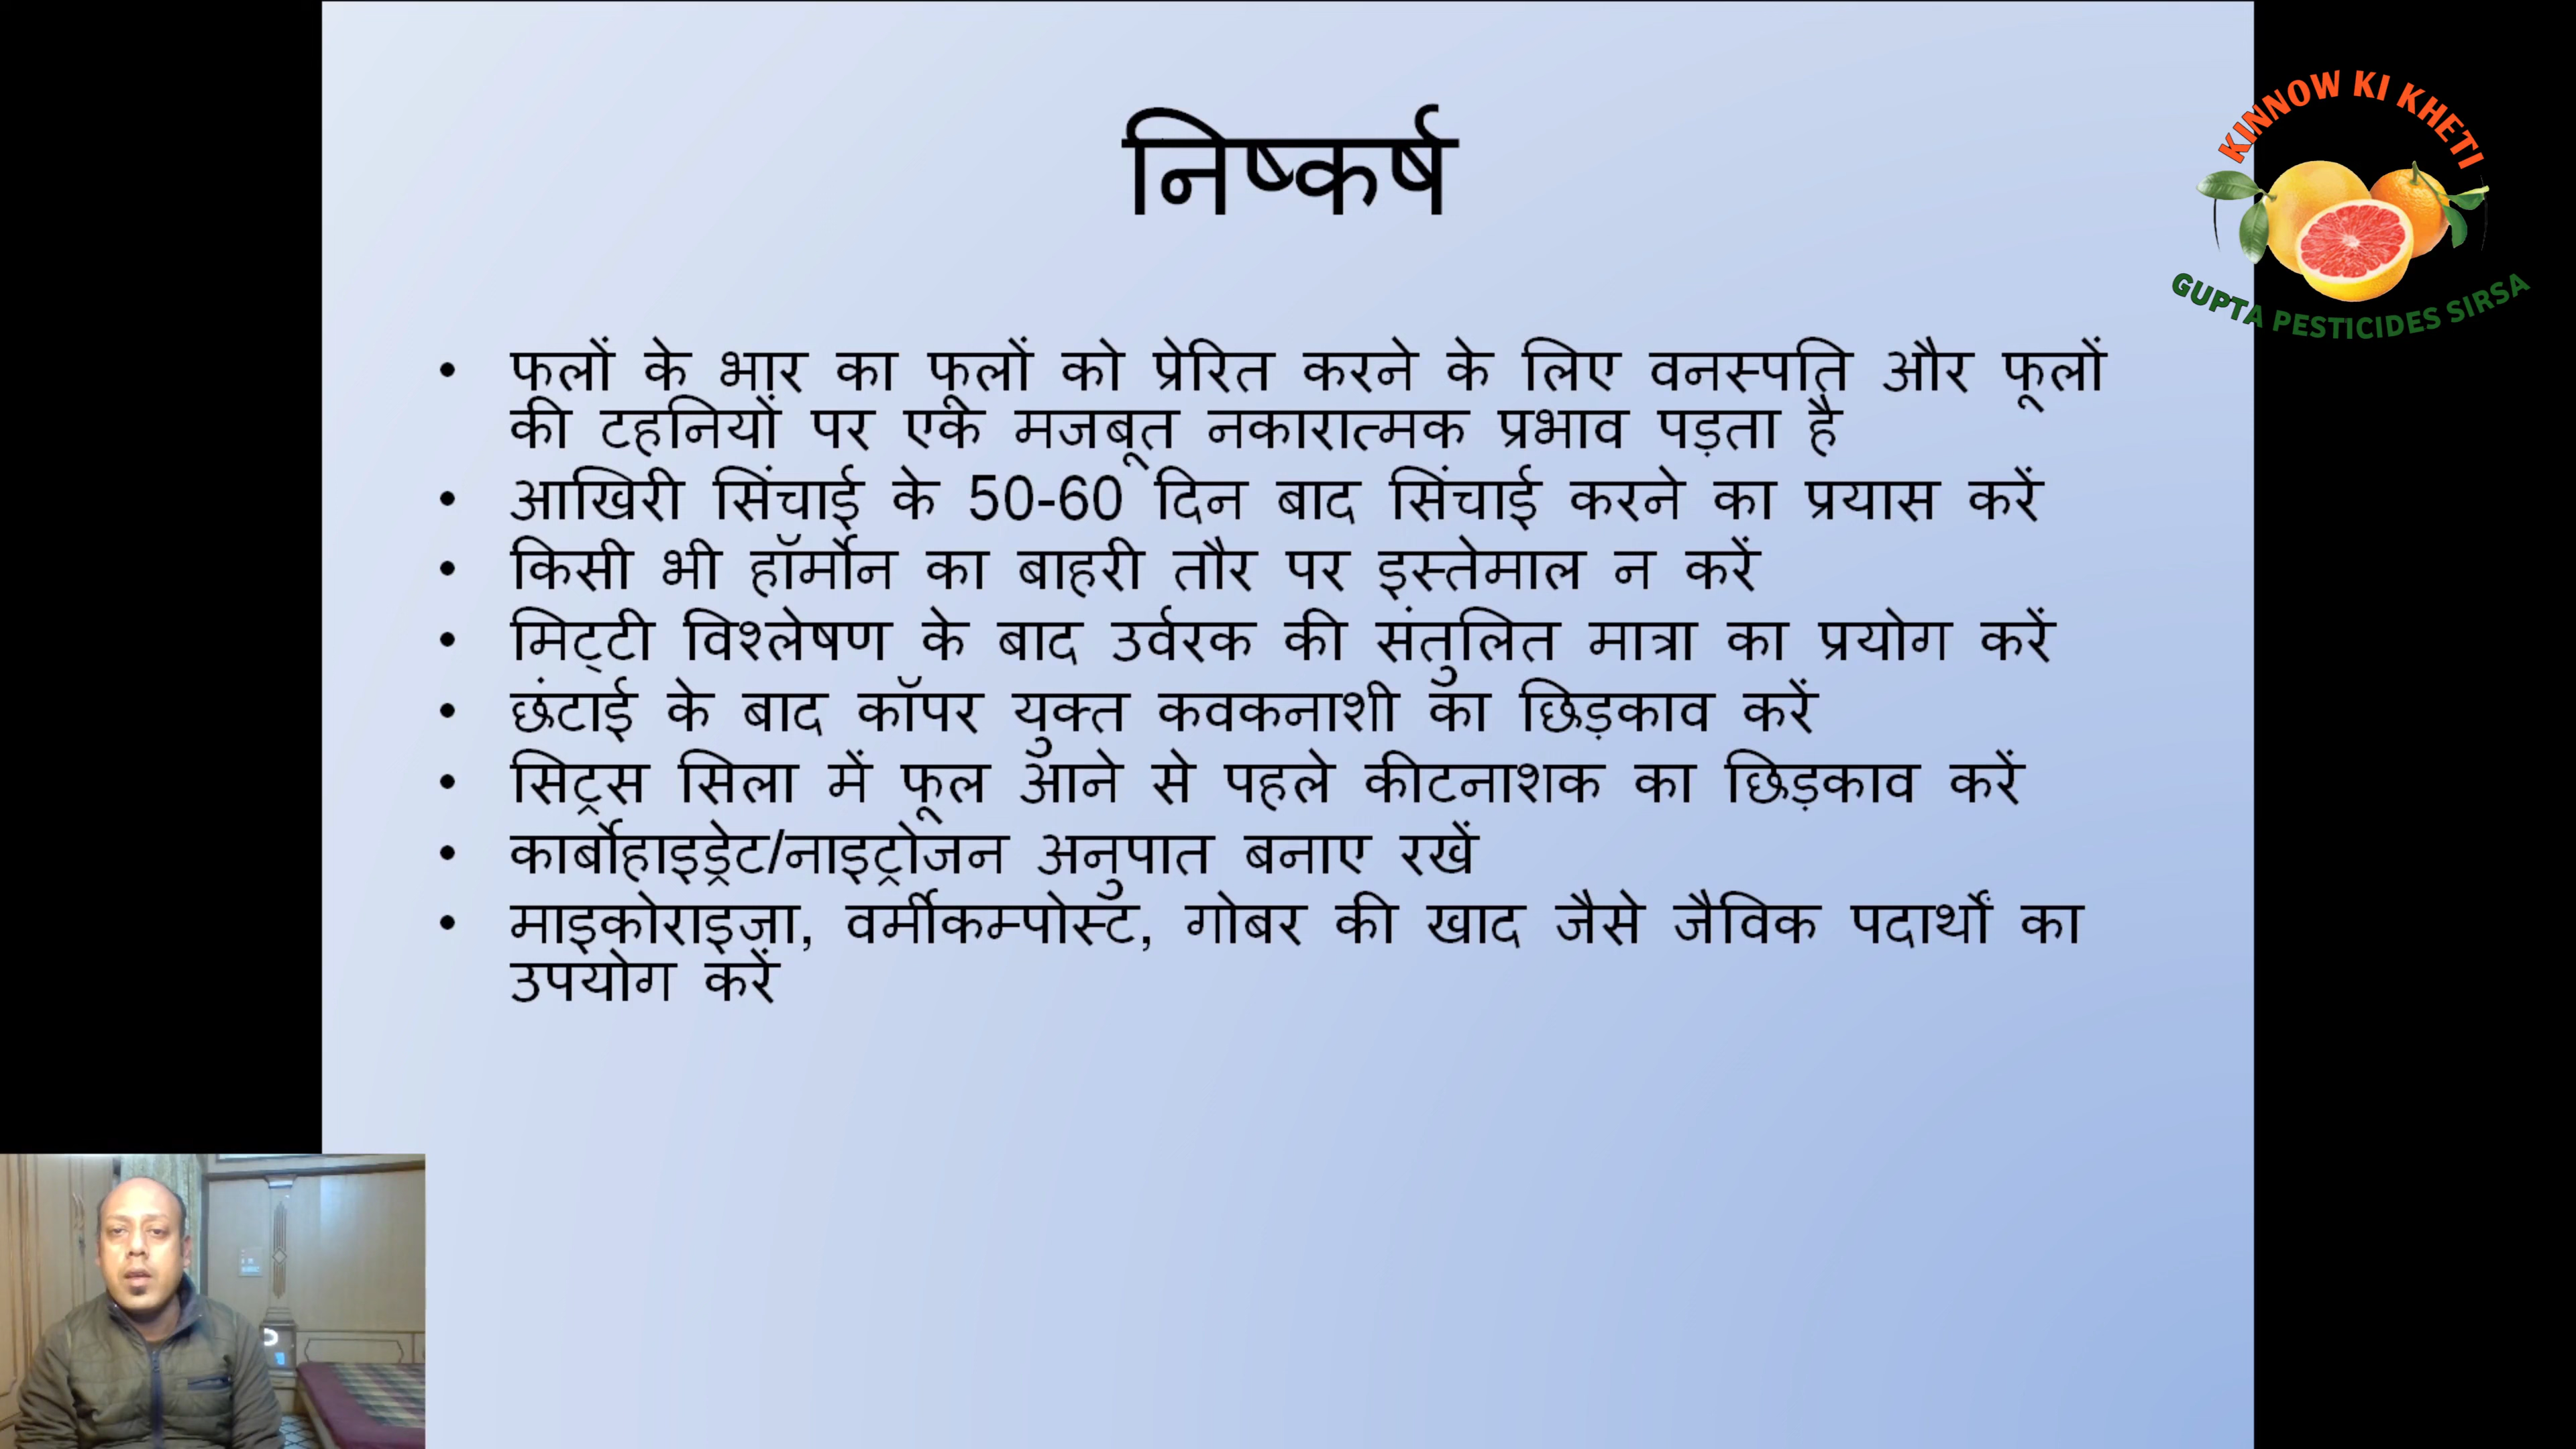 निष्कर्ष
KINNOW KI KHETI
GUPTA PESTICIDES SIRSA
• फलों के भार का फूलों को प्रेरित करने के लिए वनस्पति और फूलों
की टहनियों पर एक मजबूत नकारात्मक प्रभाव पड़ता है
• आखिरी सिंचाई के 50-60 दिन बाद सिंचाई करने का प्रयास करें
• किसी भी हॉर्मोन का बाहरी तौर पर इस्तेमाल न करें
• मिट्टी विश्लेषण के बाद उर्वरक की संतुलित मात्रा का प्रयोग करें
• छंटाई के बाद कॉपर युक्त कवकनाशी का छिड़काव करें
• सिट्रस सिला में फूल आने से पहले कीटनाशक का छिड़काव करें
• कार्बोहाइड्रेट/नाइट्रोजन अनुपात बनाए रखें
• माइकोराइजा, वर्मीकम्पोस्ट, गोबर की खाद जैसे जैविक पदार्थों का
उपयोग करें